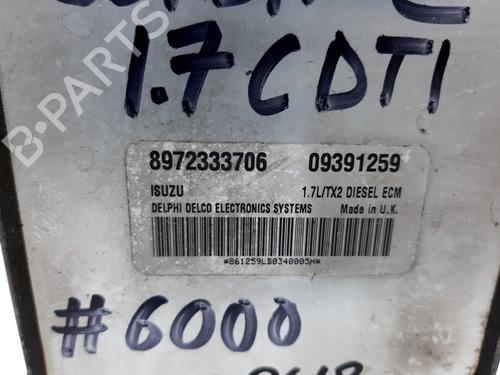 1.7 CDTI
8972333706 09391259
ISUZU 1.7L/TX2 DIESEL ECM
DELPHI DELCO ELECTRONICS SYSTEMS Made in U.K.
*861259LB0340005H*
#6000